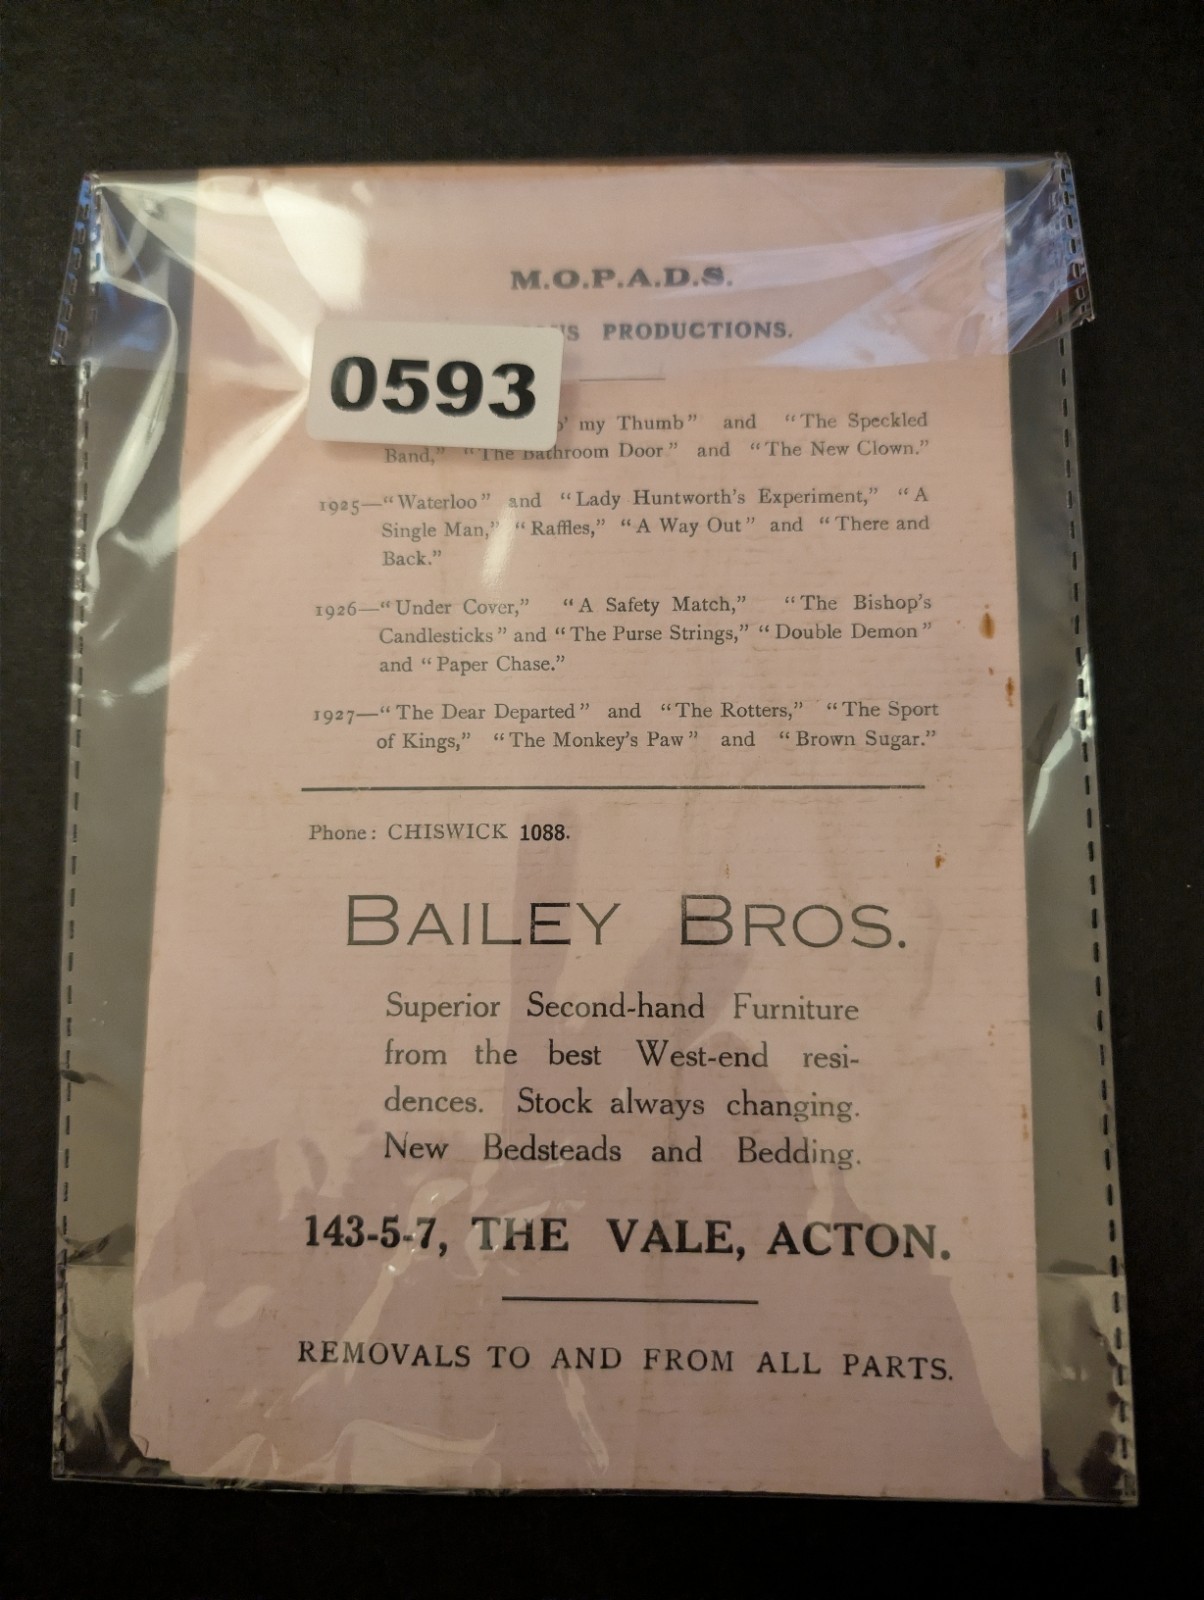 M.O.P.A.D.S.
PRODUCTIONS.
0593
my Thumb” and “The Speckled
Band,” “The Bathroom Door” and “The New Clown.”
1925—“Waterloo” and “Lady Huntworth’s Experiment,” “A
Single Man,” “Raffles,” “A Way Out” and “There and
Back.”
1926—“Under Cover,” “A Safety Match,” “The Bishop’s
Candlesticks” and “The Purse Strings,” “Double Demon”
and “Paper Chase.”
1927—“The Dear Departed” and “The Rotters,” “The Sport
of Kings,” “The Monkey’s Paw” and “Brown Sugar.”
Phone: CHISWICK 1088.
BAILEY BROS.
Superior Second-hand Furniture
from the best West-end resi-
dences. Stock always changing.
New Bedsteads and Bedding.
143-5-7, THE VALE, ACTON.
REMOVALS TO AND FROM ALL PARTS.